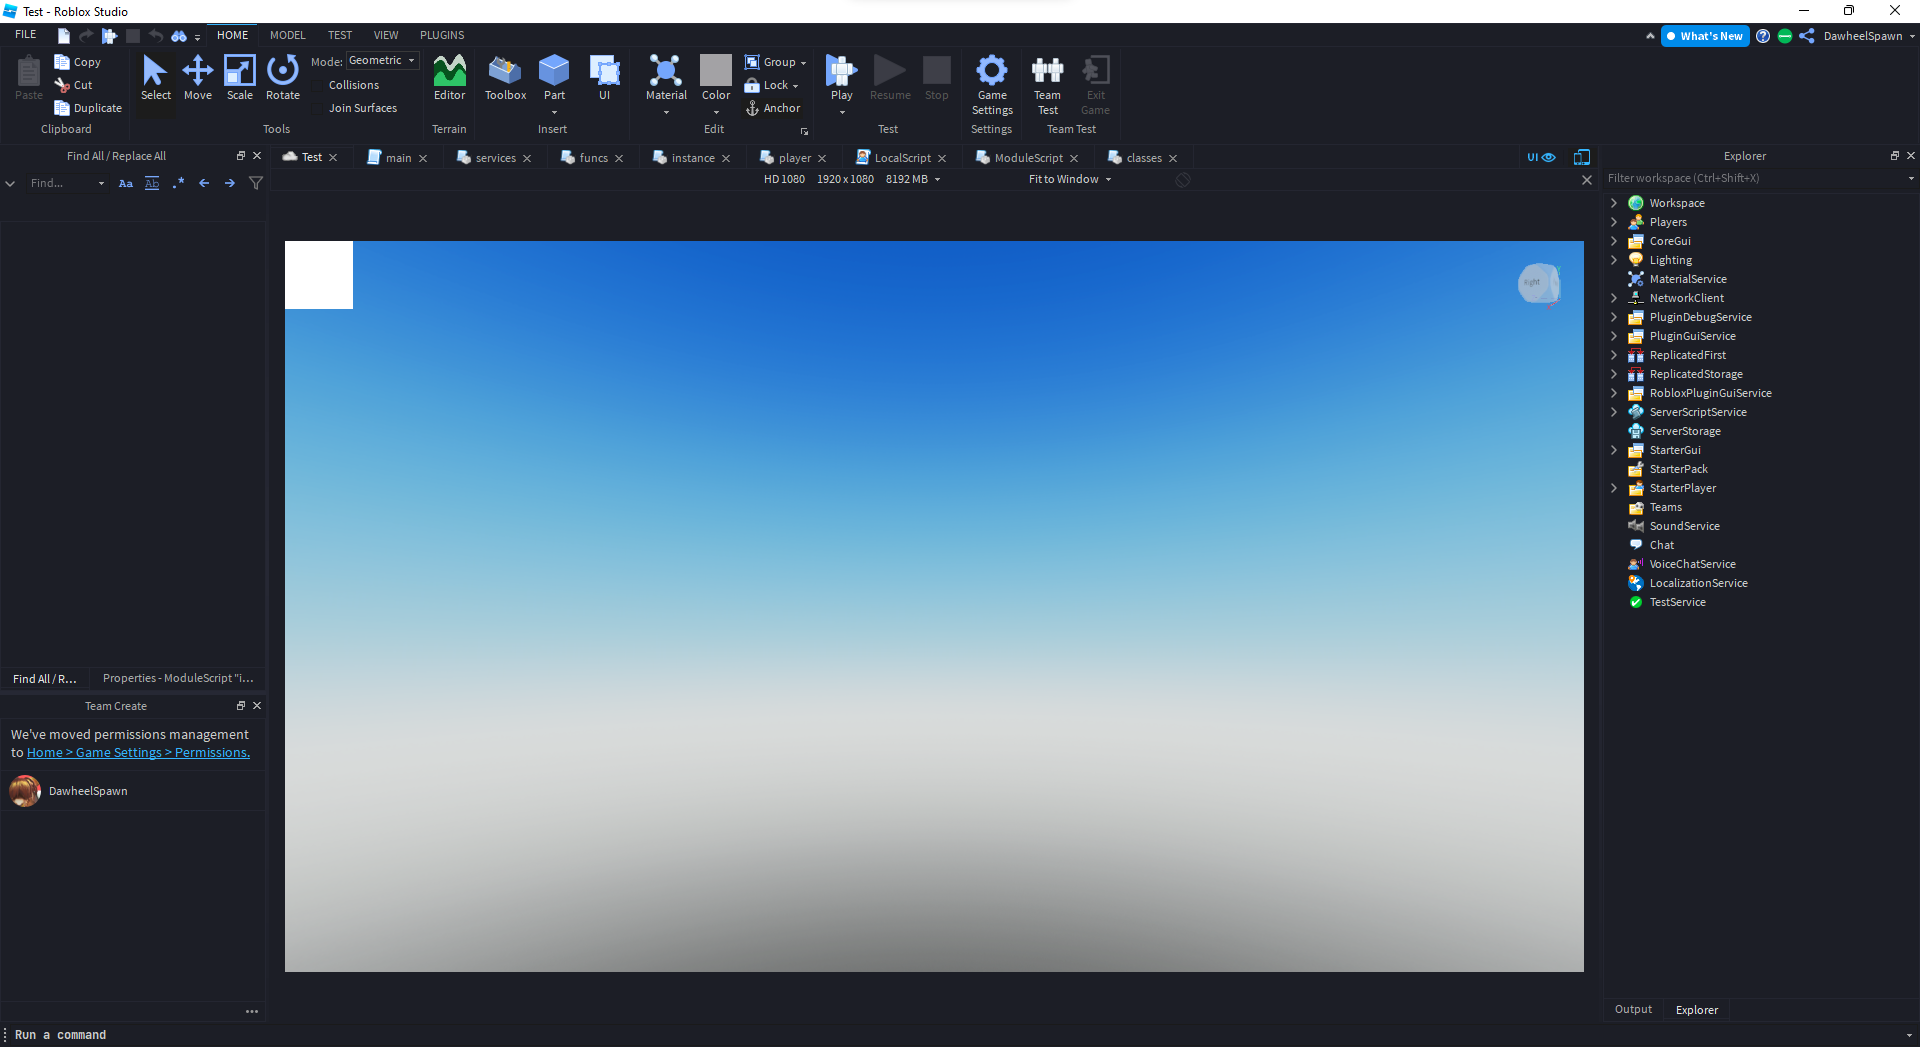 Test - Roblox Studio
FILE HOME MODEL TEST VIEW PLUGINS What's New DawheelSpawn
Paste Copy Cut Duplicate
Clipboard
Select Move Scale Rotate
Mode: Geometric
Collisions
Join Surfaces
Tools
Editor
Terrain
Toolbox Part UI
Insert
Material Color Group Lock Anchor
Edit
Play Resume Stop
Test
Game Settings
Settings
Team Test Exit Game
Team Test
Find All / Replace All
Find... Aa Ab .*
Test main services funcs instance player LocalScript ModuleScript classes UI
HD 1080 1920 x 1080 8192 MB Fit to Window
Right
Find All / R... Properties - ModuleScript "i...
Team Create
We've moved permissions management
to Home > Game Settings > Permissions.
DawheelSpawn
Explorer
Filter workspace (Ctrl+Shift+X)
Workspace
Players
CoreGui
Lighting
MaterialService
NetworkClient
PluginDebugService
PluginGuiService
ReplicatedFirst
ReplicatedStorage
RobloxPluginGuiService
ServerScriptService
ServerStorage
StarterGui
StarterPack
StarterPlayer
Teams
SoundService
Chat
VoiceChatService
LocalizationService
TestService
Output Explorer
Run a command